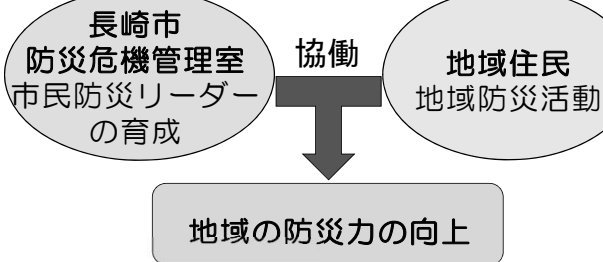 長崎市
防災危機管理室
市民防災リーダー
の育成
協働
地域住民
地域防災活動
地域の防災力の向上